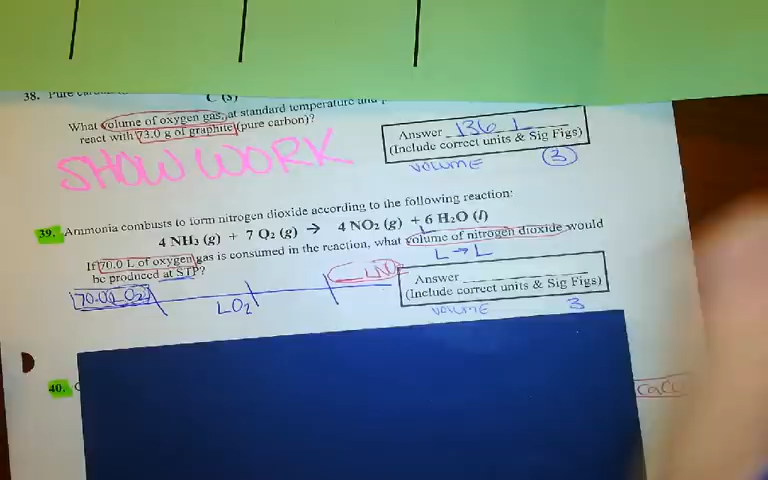 38. Pure
C (s)
What volume of oxygen gas, at standard temperature and
react with 73.0 g of graphite (pure carbon)?
SHOW WORK
Answer 136 L
(Include correct units & Sig Figs)
VOLUME 3
39. Ammonia combusts to form nitrogen dioxide according to the following reaction:
4 NH₃ (g) + 7 O₂ (g) → 4 NO₂ (g) + 6 H₂O (l)
If 70.0 L of oxygen gas is consumed in the reaction, what volume of nitrogen dioxide would
be produced at STP?
L → L
70.0 L O₂
L O₂
L NO₂
Answer
(Include correct units & Sig Figs)
VOLUME 3
40.